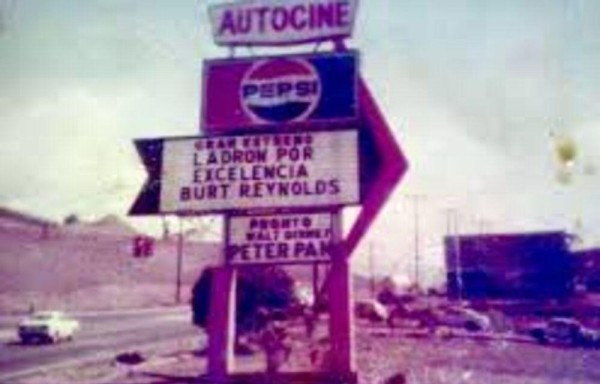 AUTOCINE
PEPSI
GRAN ESTRENO
LADRON POR
EXCELENCIA
BURT REYNOLDS
PRONTO
WALT DISNEY
PETER PAN